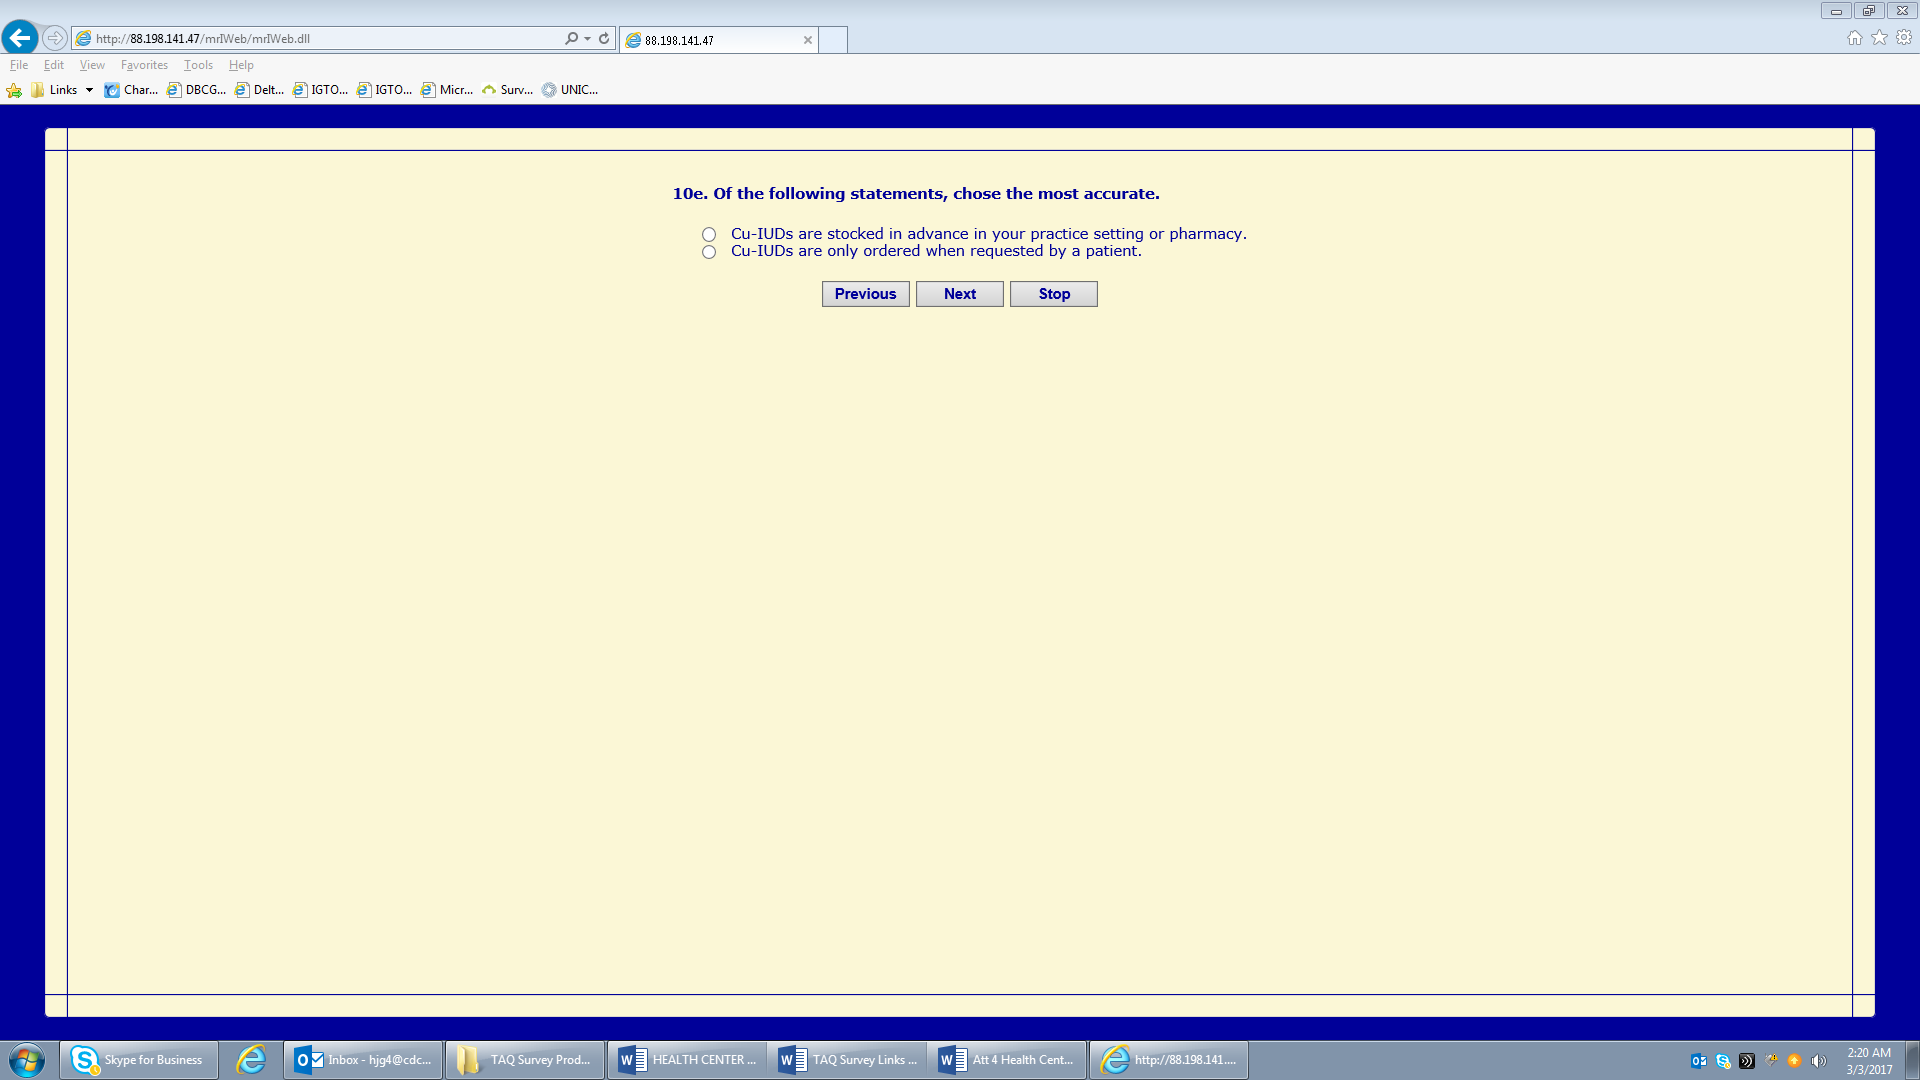 http://88.198.141.47/mrIWeb/mrIWeb.dll
88.198.141.47
File Edit View Favorites Tools Help
Links Char... DBCG... Delt... IGTO... IGTO... Micr... Surv... UNIC...
10e. Of the following statements, chose the most accurate.
Cu-IUDs are stocked in advance in your practice setting or pharmacy.
Cu-IUDs are only ordered when requested by a patient.
Previous Next Stop
Skype for Business Inbox - hjg4@cdc... TAQ Survey Prod... HEALTH CENTER ... TAQ Survey Links ... Att 4 Health Cent... http://88.198.141....
2:20 AM
3/3/2017